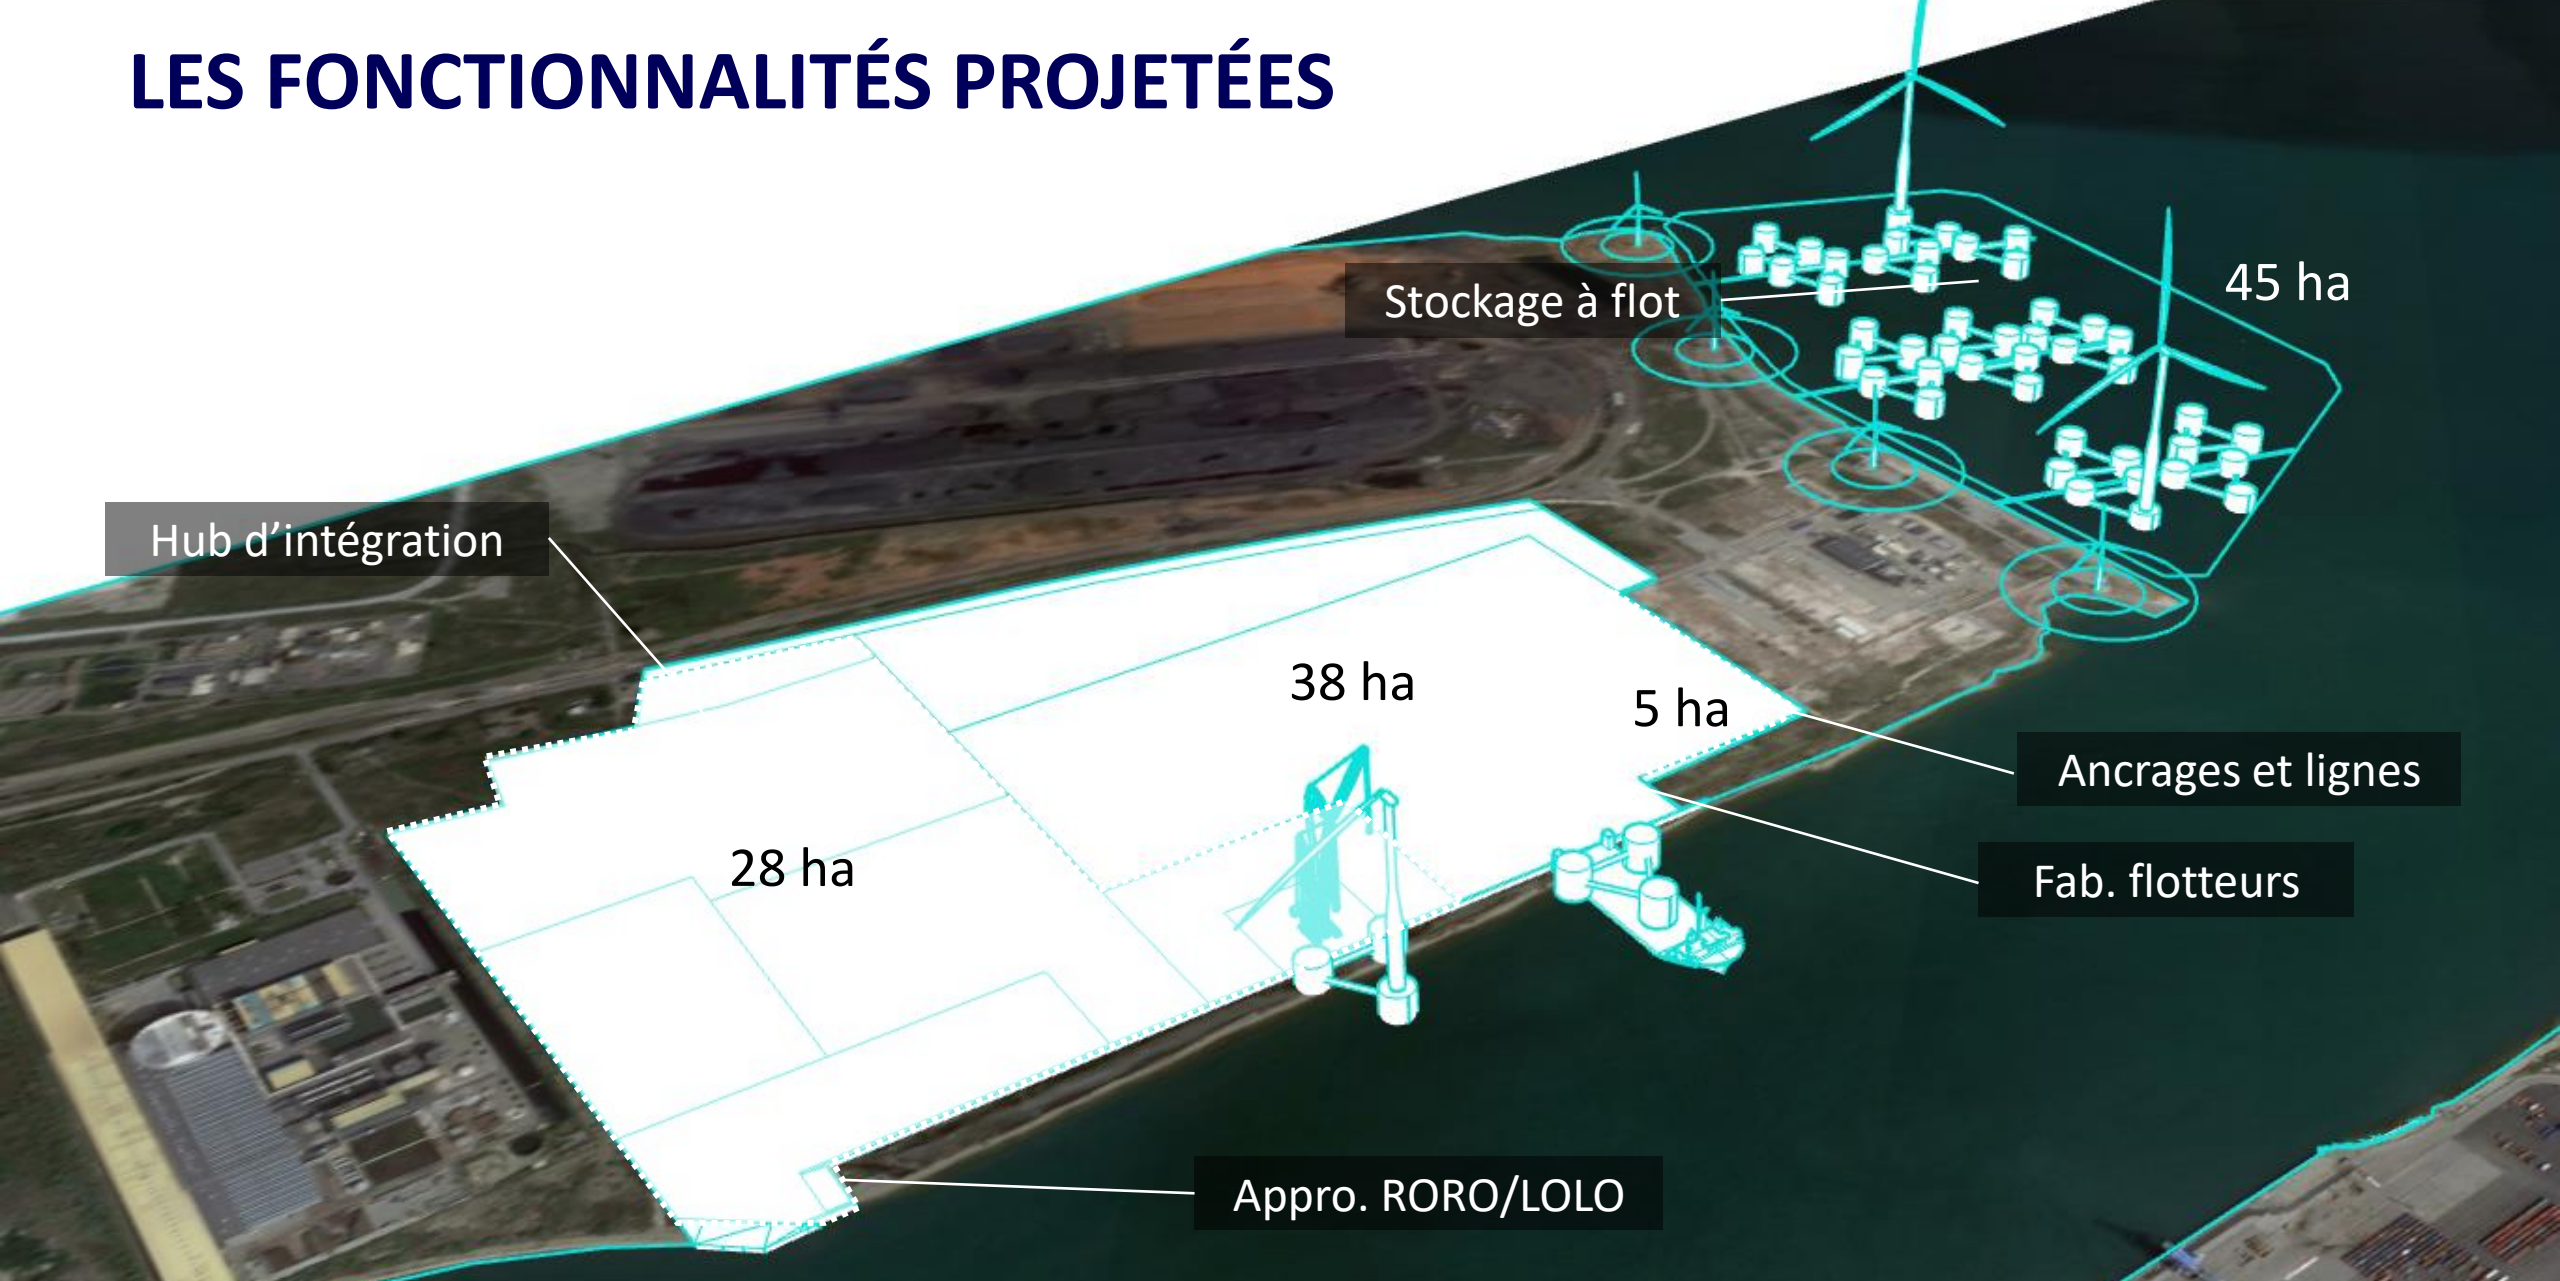 LES FONCTIONNALITÉS PROJETÉES
Stockage à flot
45 ha
Hub d’intégration
38 ha
5 ha
Ancrages et lignes
28 ha
Fab. flotteurs
Appro. RORO/LOLO